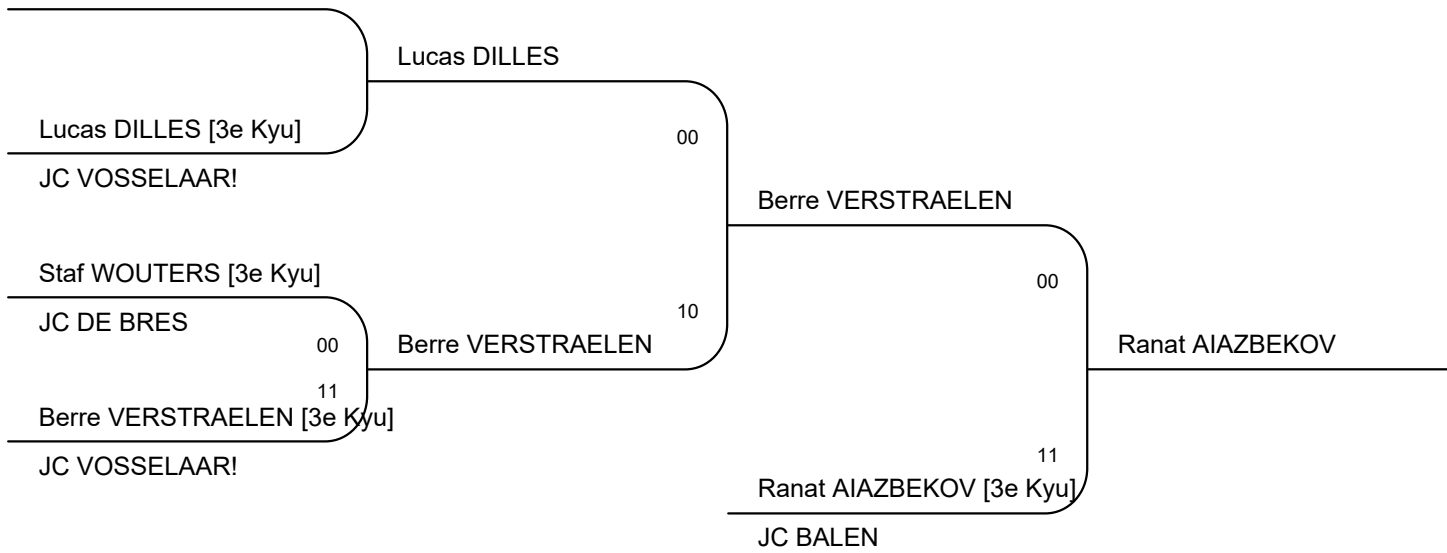 Lucas DILLES
Lucas DILLES [3e Kyu]
JC VOSSELAAR!
00
Berre VERSTRAELEN
Staf WOUTERS [3e Kyu]
JC DE BRES
00
10
00
Berre VERSTRAELEN
Ranat AIAZBEKOV
11
Berre VERSTRAELEN [3e Kyu]
JC VOSSELAAR!
11
Ranat AIAZBEKOV [3e Kyu]
JC BALEN